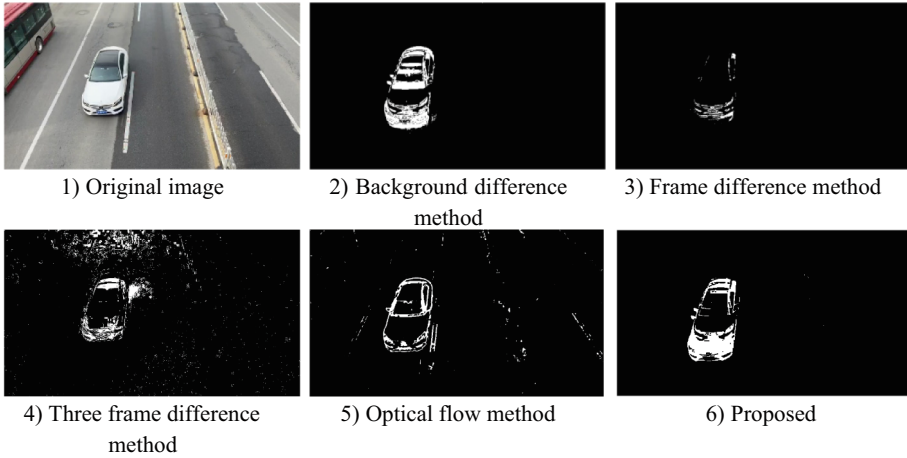 1) Original image
2) Background difference
method
3) Frame difference method
4) Three frame difference
method
5) Optical flow method
6) Proposed